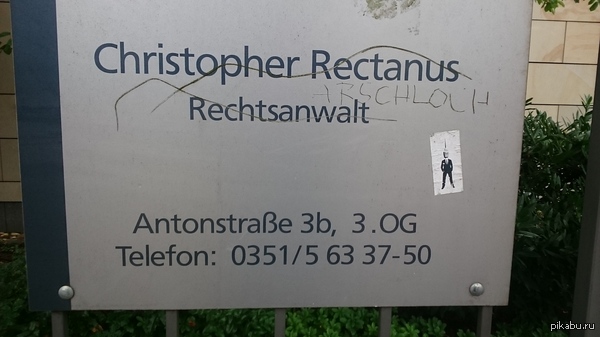 Christopher Rectanus
ARSCHLOCH
Rechtsanwalt
Antonstraße 3b, 3.OG
Telefon: 0351/5 63 37-50
pikabu.ru